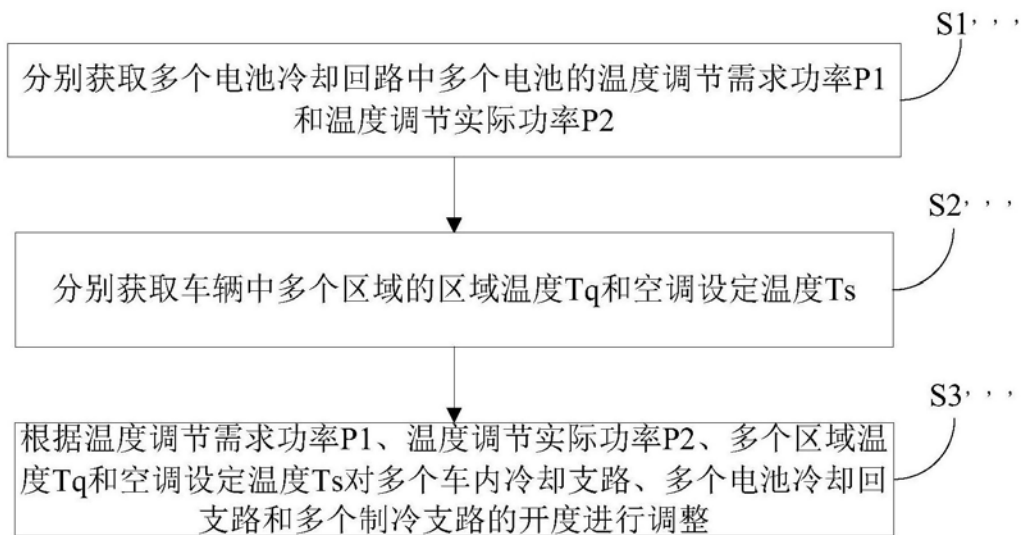 S1，，，
分别获取多个电池冷却回路中多个电池的温度调节需求功率P1
和温度调节实际功率P2
S2，，，
分别获取车辆中多个区域的区域温度Tq和空调设定温度Ts
S3，，，
根据温度调节需求功率P1、温度调节实际功率P2、多个区域温
度Tq和空调设定温度Ts对多个车内冷却支路、多个电池冷却回
支路和多个制冷支路的开度进行调整